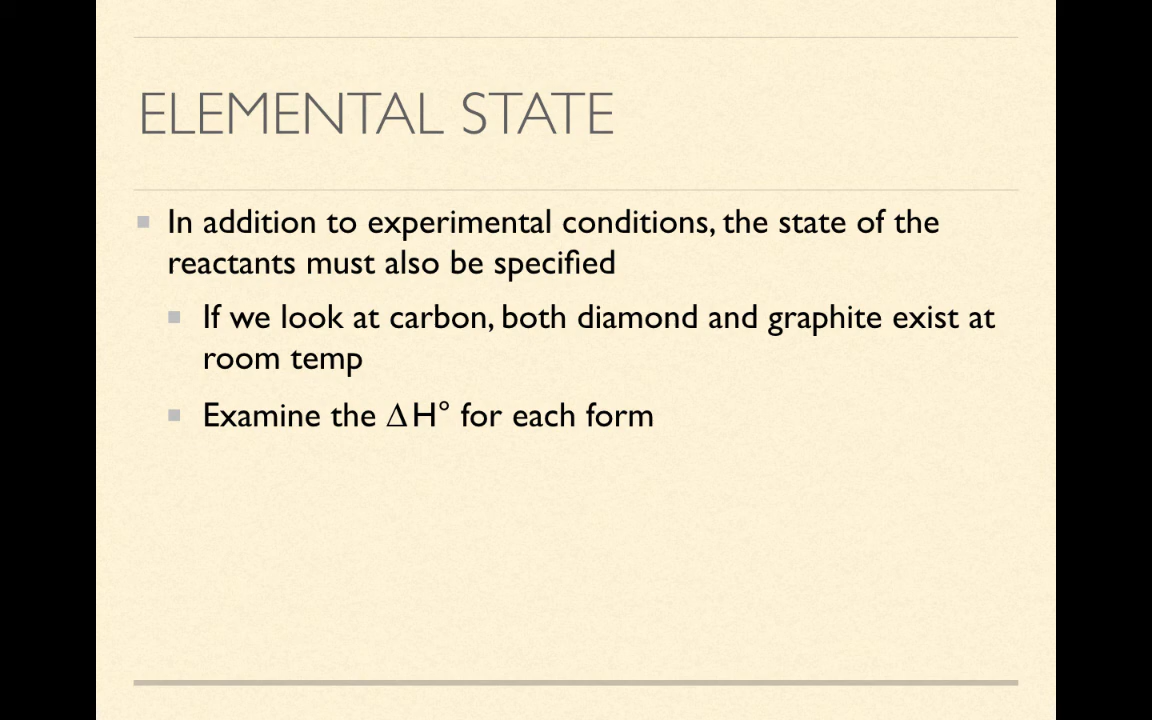 ELEMENTAL STATE
In addition to experimental conditions, the state of the
reactants must also be specified
If we look at carbon, both diamond and graphite exist at
room temp
Examine the ΔH° for each form